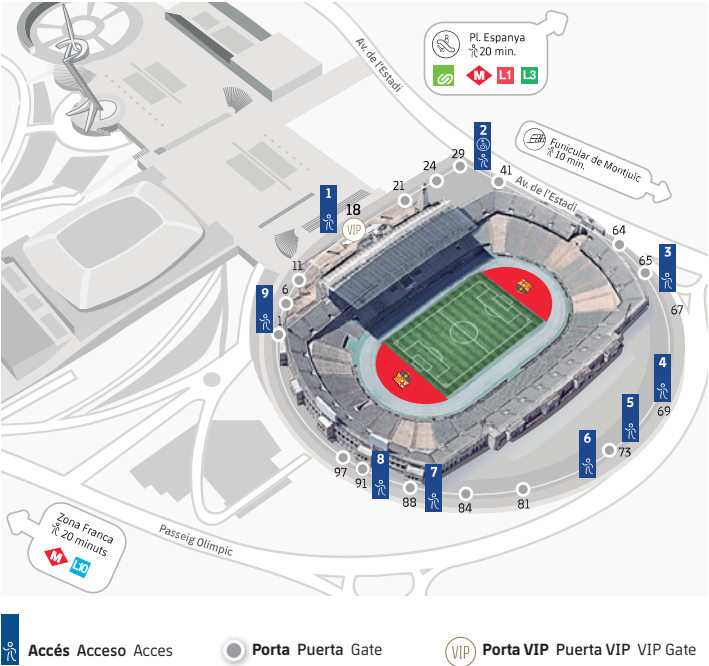 Pl. Espanya
20 min.
M L1 L3
Av. de l'Estadi
Funicular de Montjuïc
10 min.
2
29
24
41
Av. de l'Estadi
21
1
18
VIP
64
65
3
67
11
6
9
1
4
69
5
73
6
97
91
8
88
7
84
81
Zona Franca
20 minuts
M L10
Passeig Olímpic
Accés Acceso Acces
Porta Puerta Gate
VIP Porta VIP Puerta VIP VIP Gate